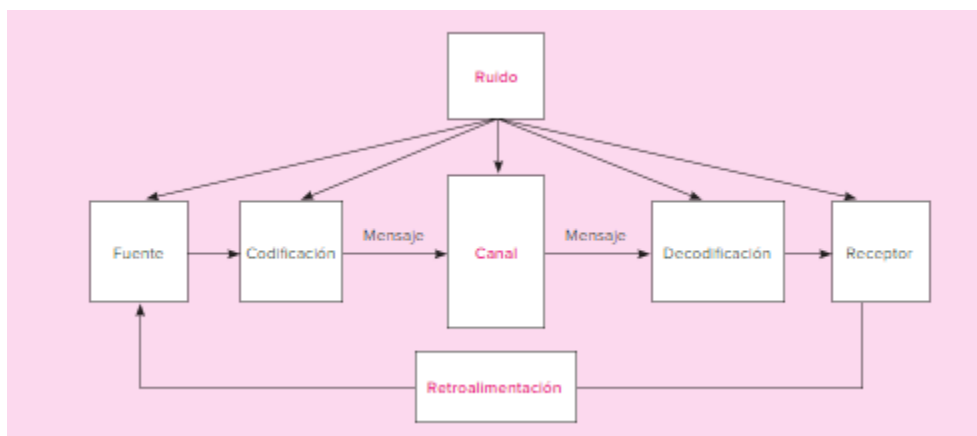 Ruido
Fuente
Codificación
Mensaje
Canal
Mensaje
Decodificación
Receptor
Retroalimentación